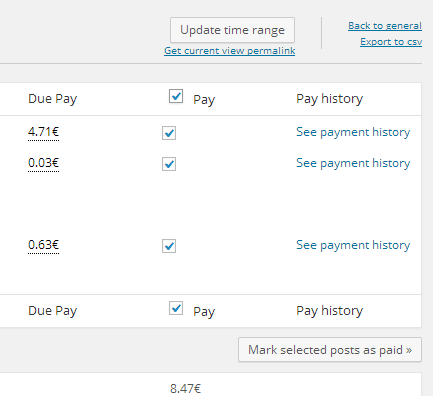 Update time range
Back to general
Get current view permalink
Export to csv
Due Pay Pay Pay history
4.71€ See payment history
0.03€ See payment history
0.63€ See payment history
Due Pay Pay Pay history
Mark selected posts as paid »
8.47€